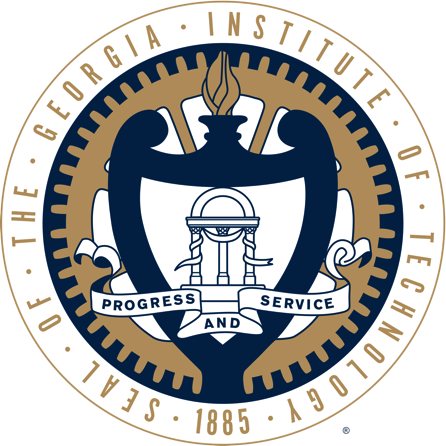 SEAL · OF · THE · GEORGIA · INSTITUTE · OF · TECHNOLOGY ·
1885
PROGRESS
AND
SERVICE
®